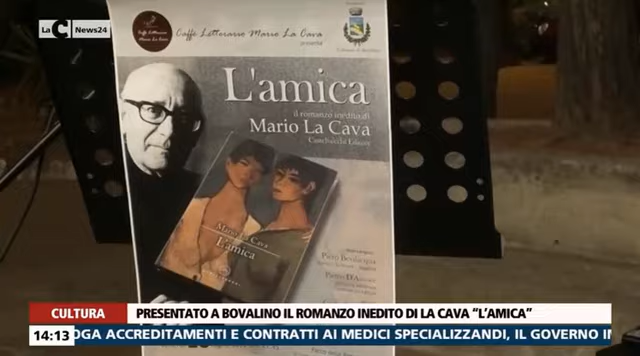 LaC News24
Caffè Letterario Mario La Cava
presenta
L'amica
il romanzo inedito di
Mario La Cava
Mario La Cava
L'amica
Piero Bevilacqua
CULTURA
PRESENTATO A BOVALINO IL ROMANZO INEDITO DI LA CAVA “L’AMICA”
14:13
OGA ACCREDITAMENTI E CONTRATTI AI MEDICI SPECIALIZZANDI, IL GOVERNO IN